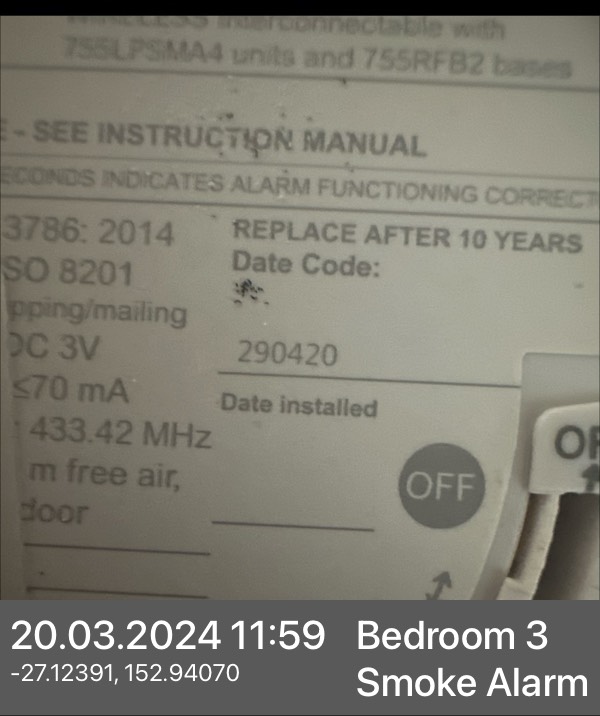 WIRELESS interconnectable with
755LPSMA4 units and 755RFB2 bases
E - SEE INSTRUCTION MANUAL
ECONDS INDICATES ALARM FUNCTIONING CORRECT
3786: 2014
SO 8201
pping/mailing
DC 3V
≤70 mA
: 433.42 MHz
m free air,
door
REPLACE AFTER 10 YEARS
Date Code:
290420
Date installed
OFF
OF
20.03.2024 11:59
-27.12391, 152.94070
Bedroom 3
Smoke Alarm